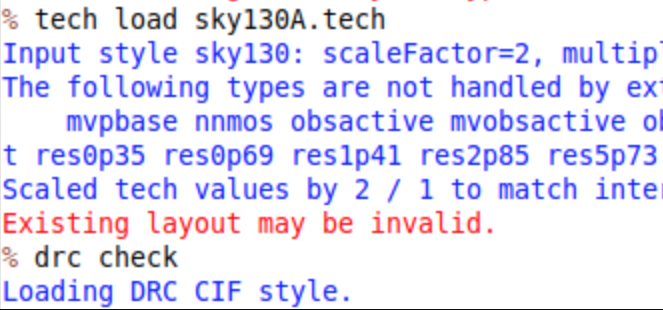 % tech load sky130A.tech
Input style sky130: scaleFactor=2, multipl
The following types are not handled by ext
mvpbase nnmos obsactive mvobsactive ob
t res0p35 res0p69 res1p41 res2p85 res5p73
Scaled tech values by 2 / 1 to match inter
Existing layout may be invalid.
% drc check
Loading DRC CIF style.